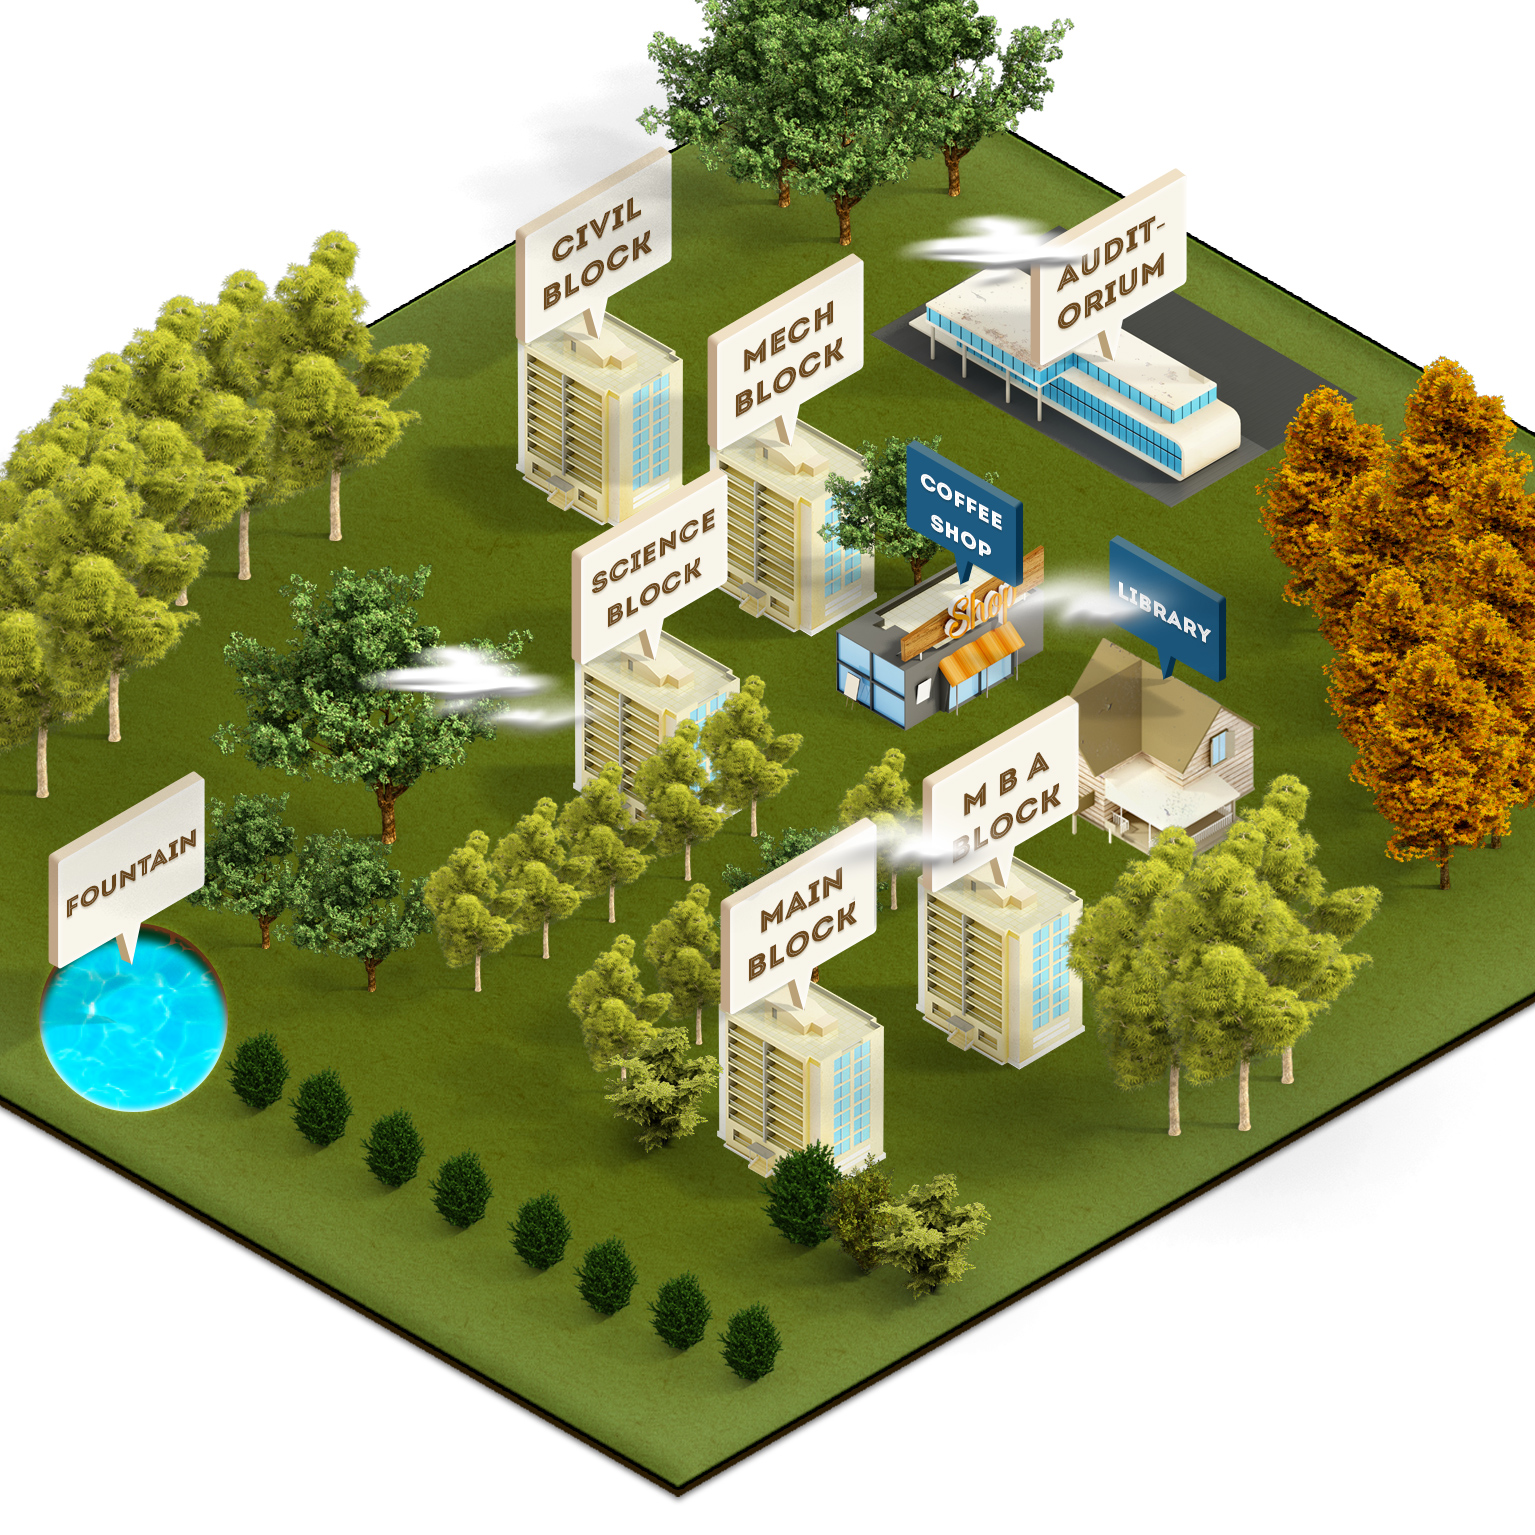 CIVIL
BLOCK
AUDIT-
ORIUM
MECH
BLOCK
COFFEE
SHOP
SCIENCE
BLOCK
Shop
LIBRARY
M B A
BLOCK
FOUNTAIN
MAIN
BLOCK